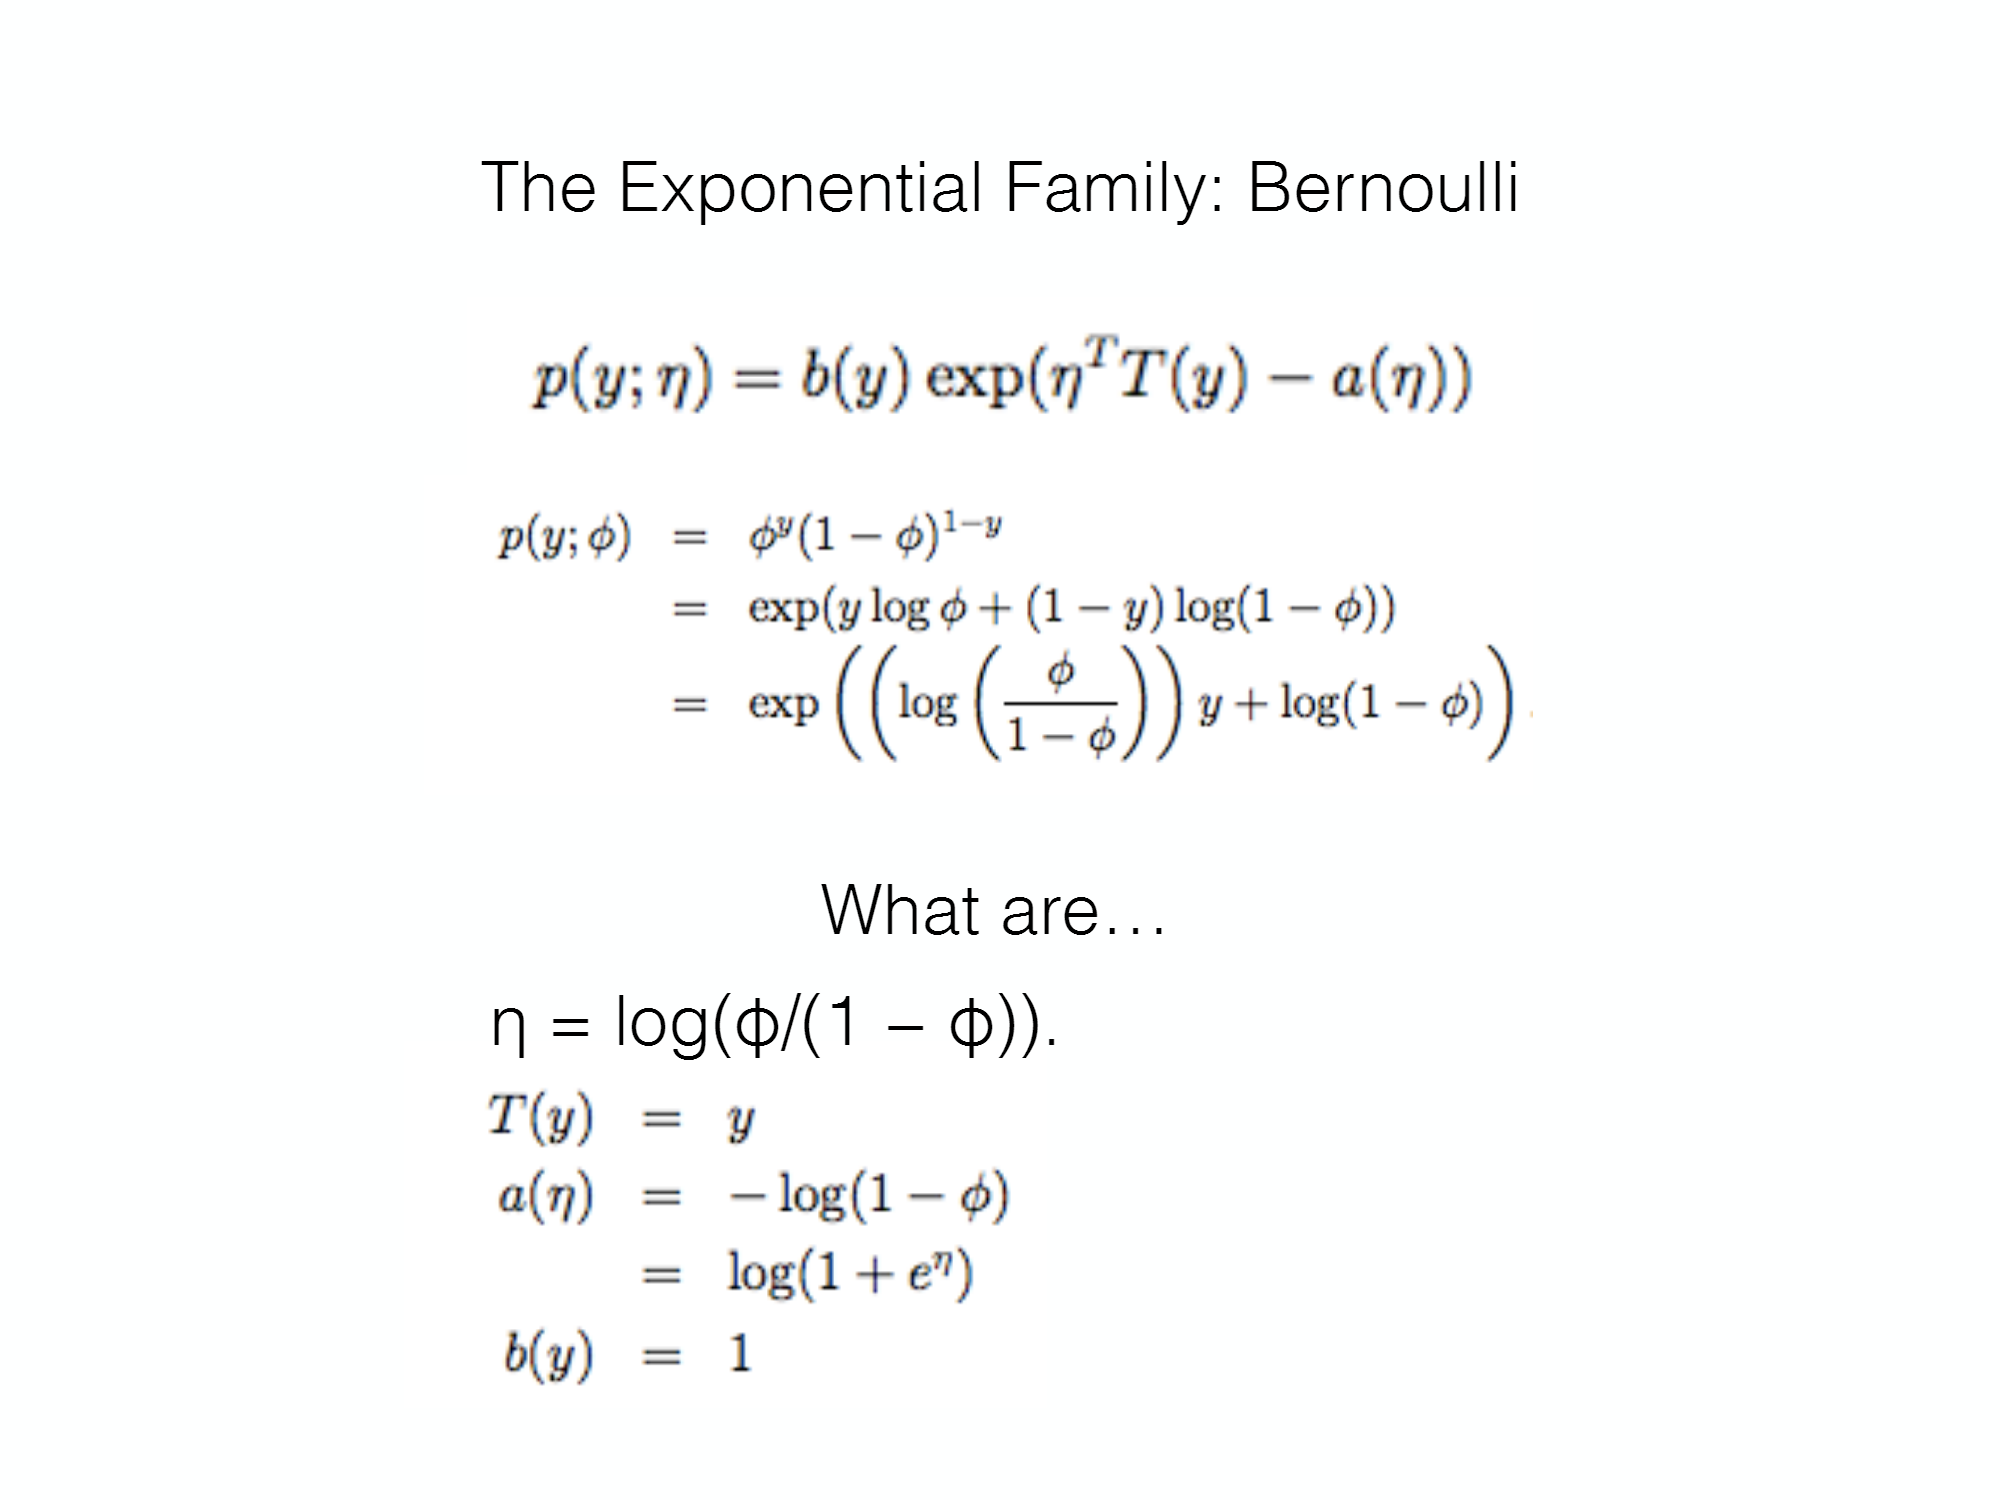 The Exponential Family: Bernoulli
p(y; η) = b(y) exp(η^T T(y) − a(η))
p(y; ϕ) = ϕ^y(1 − ϕ)^{1−y}
= exp(y log ϕ + (1 − y) log(1 − ϕ))
= exp((log(ϕ/(1 − ϕ))) y + log(1 − ϕ)).
What are…
η = log(ϕ/(1 − ϕ)).
T(y) = y
a(η) = − log(1 − ϕ)
= log(1 + e^η)
b(y) = 1